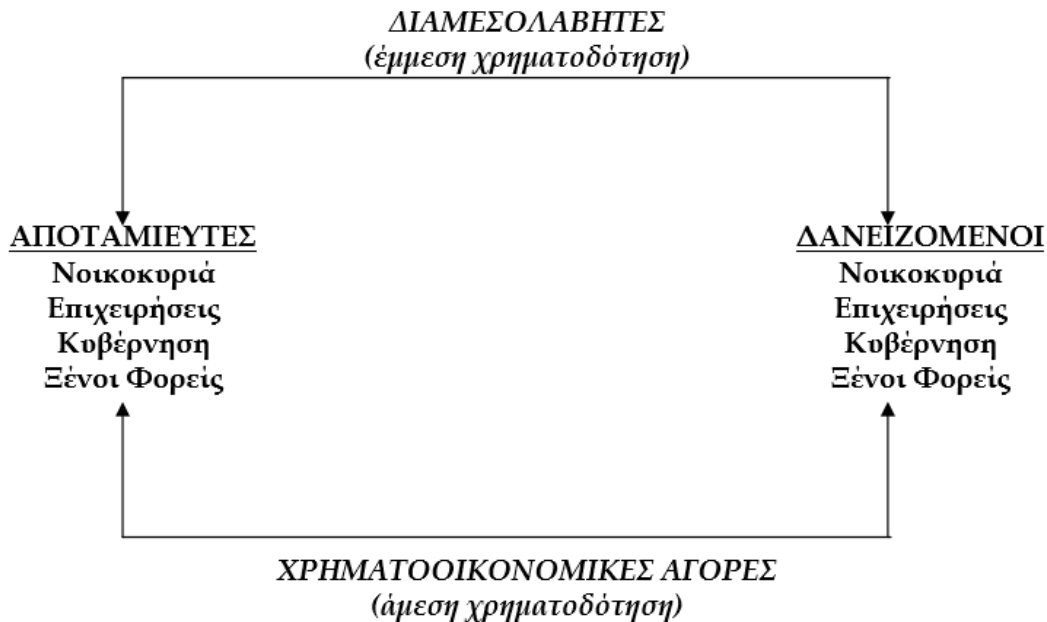 ΔΙΑΜΕΣΟΛΑΒΗΤΕΣ
(έμμεση χρηματοδότηση)
ΑΠΟΤΑΜΙΕΥΤΕΣ
Νοικοκυριά
Επιχειρήσεις
Κυβέρνηση
Ξένοι Φορείς
ΔΑΝΕΙΖΟΜΕΝΟΙ
Νοικοκυριά
Επιχειρήσεις
Κυβέρνηση
Ξένοι Φορείς
ΧΡΗΜΑΤΟΟΙΚΟΝΟΜΙΚΕΣ ΑΓΟΡΕΣ
(άμεση χρηματοδότηση)